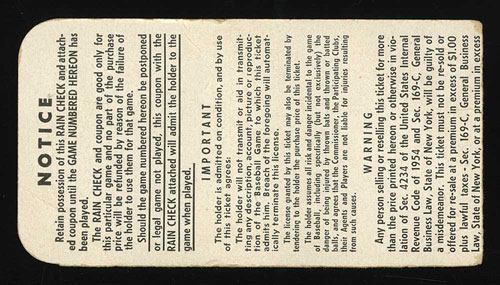 NOTICE
Retain possession of this RAIN CHECK and attach-
ed coupon until the GAME NUMBERED HEREON has
been played.
The RAIN CHECK and coupon are good only for
this particular game and no part of the purchase
price will be refunded by reason of the failure of
the holder to use them for that game.
Should the game numbered hereon be postponed
or legal game not played, this coupon with the
RAIN CHECK attached will admit the holder to the
game when played.
IMPORTANT
The holder is admitted on condition, and by use
of this ticket agrees:
The holder will not transmit or aid in transmit-
ting any description, account, picture or reproduc-
tion of the Baseball Game to which this ticket
admits him. Breach of the foregoing will automat-
ically terminate this license.
The license granted by this ticket may also be terminated by
tendering to the holder the purchase price of this ticket.
The holder assumes all risk and danger incidental to the game
of Baseball, including specifically (but not exclusively) the
danger of being injured by thrown bats and thrown or batted
balls, and agrees that the Commissioner, the Participating Clubs,
their Agents and Players are not liable for injuries resulting
from such causes.
WARNING
Any person selling or reselling this ticket for more
than the price printed hereon or otherwise in vio-
lation of Sec. 4234 of the United States Internal
Revenue Code of 1954 and Sec. 169-C, General
Business Law, State of New York, will be guilty of
a misdemeanor. This ticket must not be re-sold or
offered for re-sale at a premium in excess of $1.00
plus lawful taxes - Sec. 169-C, General Business
Law, State of New York, or at a premium in excess